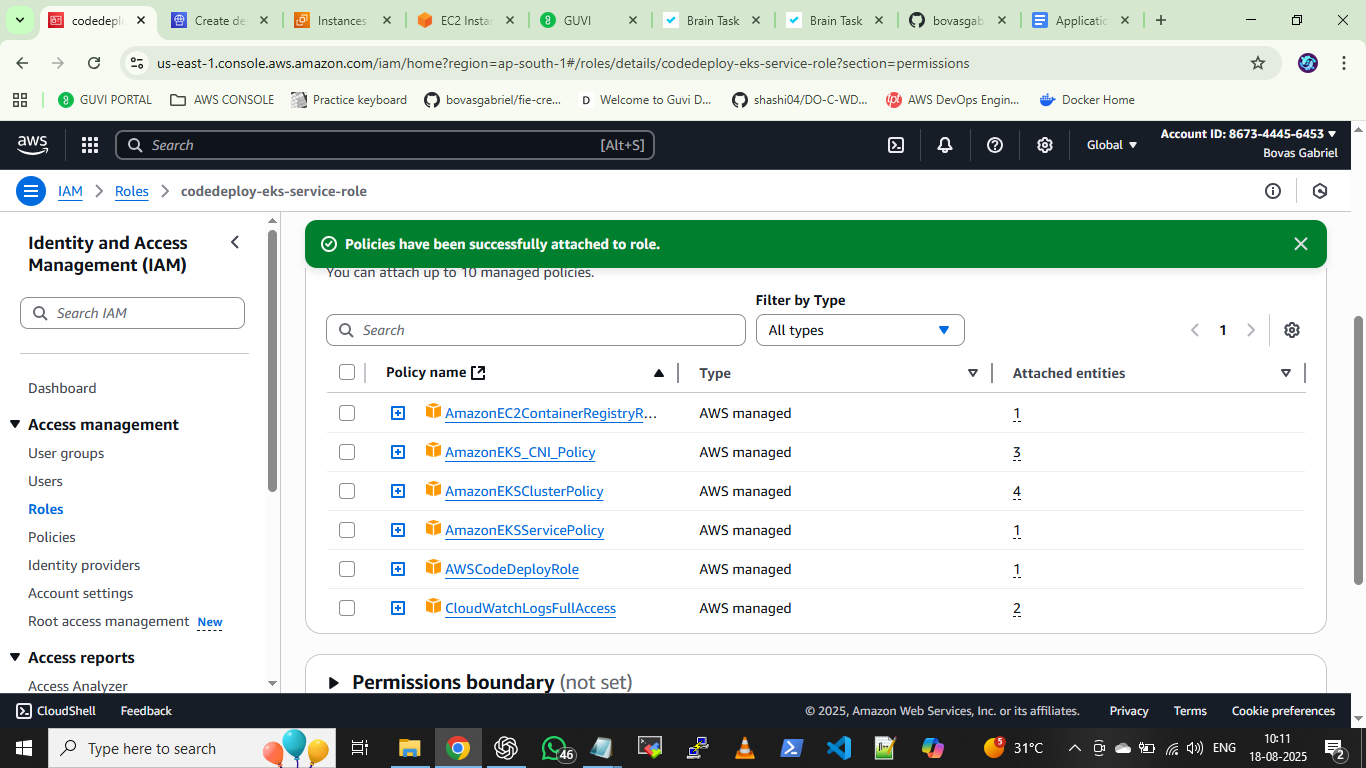 codedeplo
Create de
Instances
EC2 Instan
GUVI
Brain Task
Brain Task
bovasgab
Applicatio
us-east-1.console.aws.amazon.com/iam/home?region=ap-south-1#/roles/details/codedeploy-eks-service-role?section=permissions
GUVI PORTAL
AWS CONSOLE
Practice keyboard
bovasgabriel/fie-cre...
Welcome to Guvi D...
shashi04/DO-C-WD...
AWS DevOps Engin...
Docker Home
aws
Search
[Alt+S]
Global
Account ID: 8673-4445-6453
Bovas Gabriel
IAM
Roles
codedeploy-eks-service-role
Identity and Access
Management (IAM)
Search IAM
Dashboard
Access management
User groups
Users
Roles
Policies
Identity providers
Account settings
Root access management New
Access reports
Access Analyzer
Policies have been successfully attached to role.
You can attach up to 10 managed policies.
Filter by Type
Search
All types
1
Policy name
Type
Attached entities
AmazonEC2ContainerRegistryR... AWS managed 1
AmazonEKS_CNI_Policy AWS managed 3
AmazonEKSClusterPolicy AWS managed 4
AmazonEKSServicePolicy AWS managed 1
AWSCodeDeployRole AWS managed 1
CloudWatchLogsFullAccess AWS managed 2
Permissions boundary (not set)
CloudShell
Feedback
© 2025, Amazon Web Services, Inc. or its affiliates.
Privacy
Terms
Cookie preferences
Type here to search
46
5
31°C
ENG
10:11
18-08-2025
2